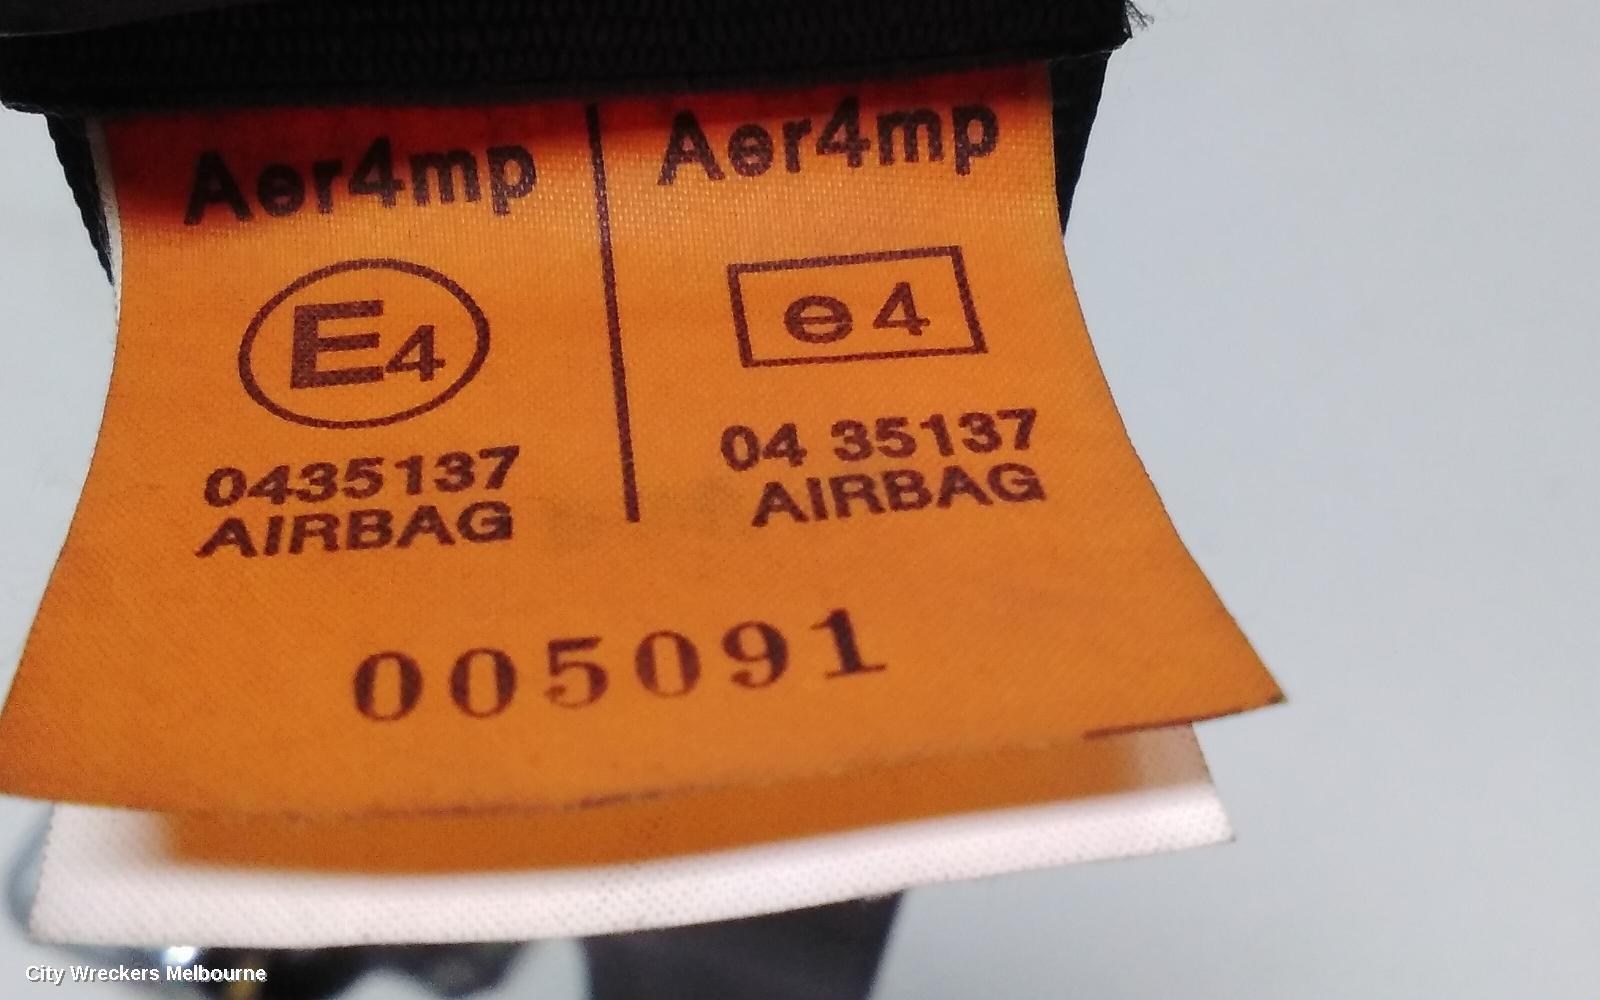 Aer4mp
E4
0435137
AIRBAG
Aer4mp
e4
04 35137
AIRBAG
005091
City Wreckers Melbourne